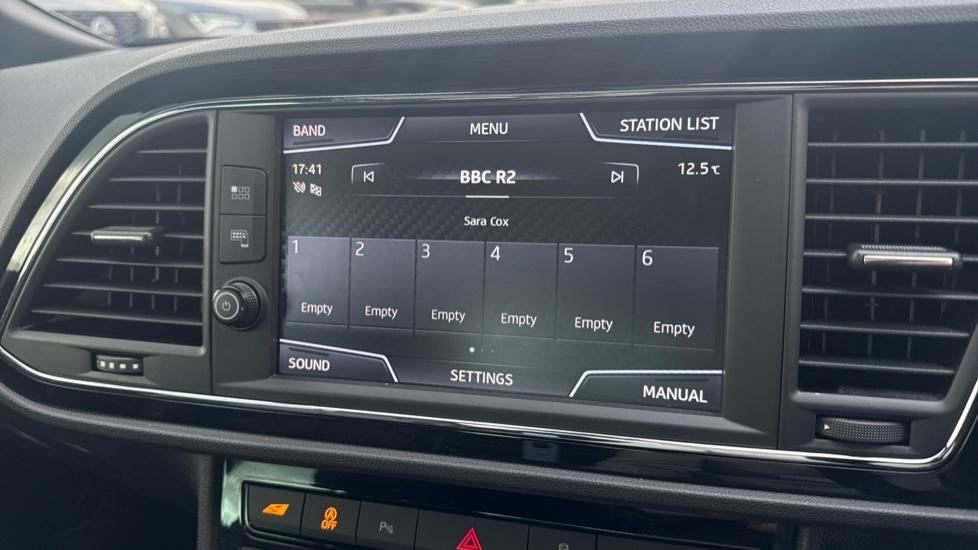 BAND MENU STATION LIST
17:41 BBC R2 12.5℃
Sara Cox
1 2 3 4 5 6
Empty Empty Empty Empty Empty Empty
SOUND SETTINGS MANUAL
A OFF P